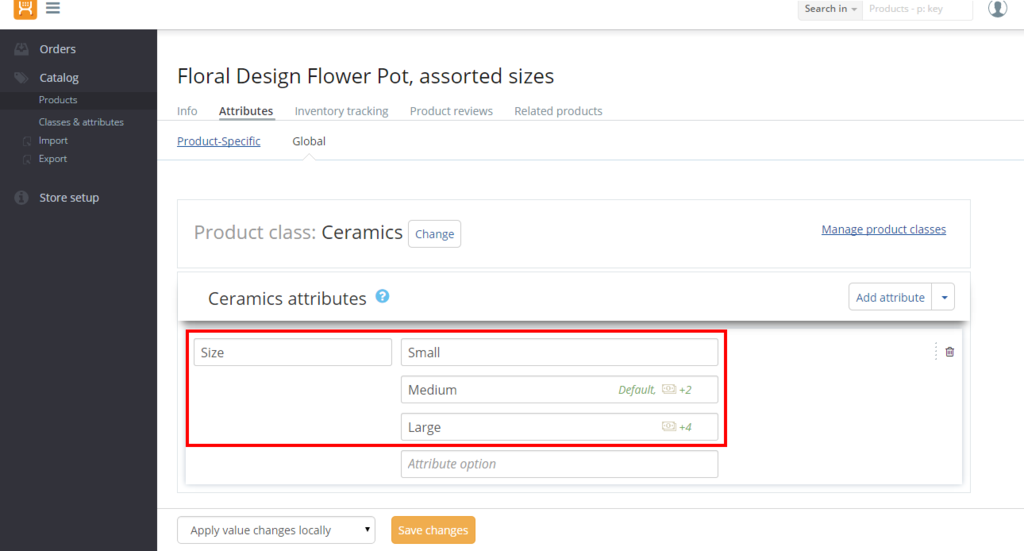 Search in
Products - p: key
Orders
Catalog
Products
Classes & attributes
Import
Export
Store setup
Floral Design Flower Pot, assorted sizes
Info Attributes Inventory tracking Product reviews Related products
Product-Specific Global
Product class: Ceramics Change Manage product classes
Ceramics attributes ? Add attribute
Size Small
Medium Default, +2
Large +4
Attribute option
Apply value changes locally Save changes